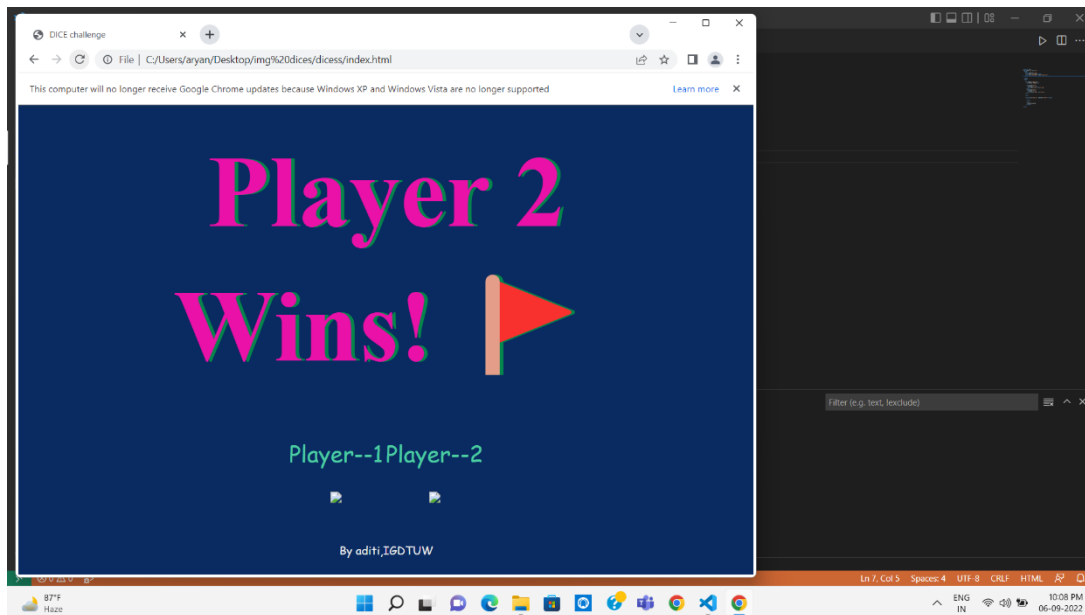 DICE challenge
File | C:/Users/aryan/Desktop/img%20dices/dicess/index.html
This computer will no longer receive Google Chrome updates because Windows XP and Windows Vista are no longer supported
Learn more
Player 2
Wins!
Player--1Player--2
By aditi,IGDTUW
Filter (e.g. text, !exclude)
Ln 7, Col 5 Spaces: 4 UTF-8 CRLF HTML
87°F
Haze
ENG
IN
10:08 PM
06-09-2022